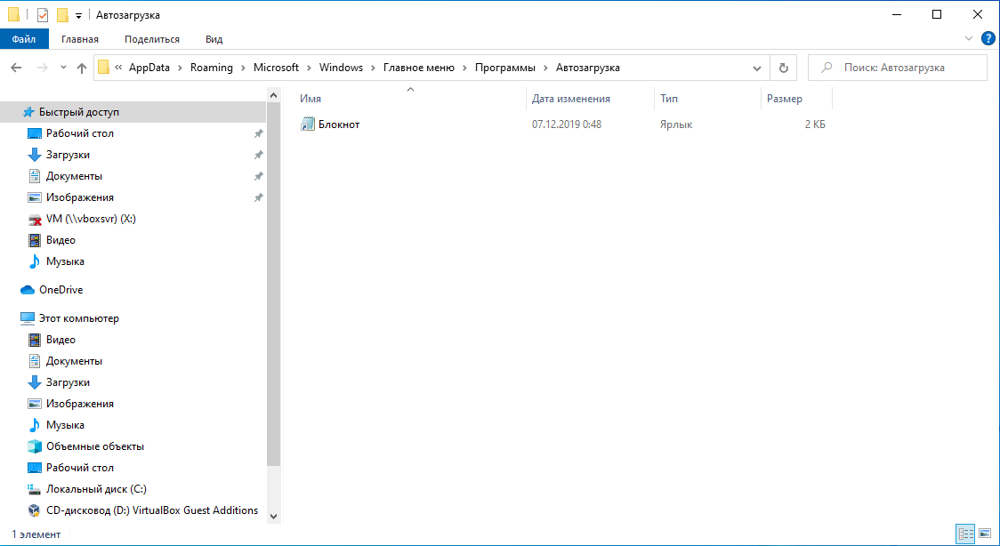 Автозагрузка
Файл Главная Поделиться Вид
« AppData › Roaming › Microsoft › Windows › Главное меню › Программы › Автозагрузка
Поиск: Автозагрузка
Имя Дата изменения Тип Размер
Блокнот 07.12.2019 0:48 Ярлык 2 КБ
Быстрый доступ
Рабочий стол
Загрузки
Документы
Изображения
VM (\\vboxsvr) (X:)
Видео
Музыка
OneDrive
Этот компьютер
Видео
Документы
Загрузки
Изображения
Музыка
Объемные объекты
Рабочий стол
Локальный диск (C:)
CD-дисковод (D:) VirtualBox Guest Additions
1 элемент